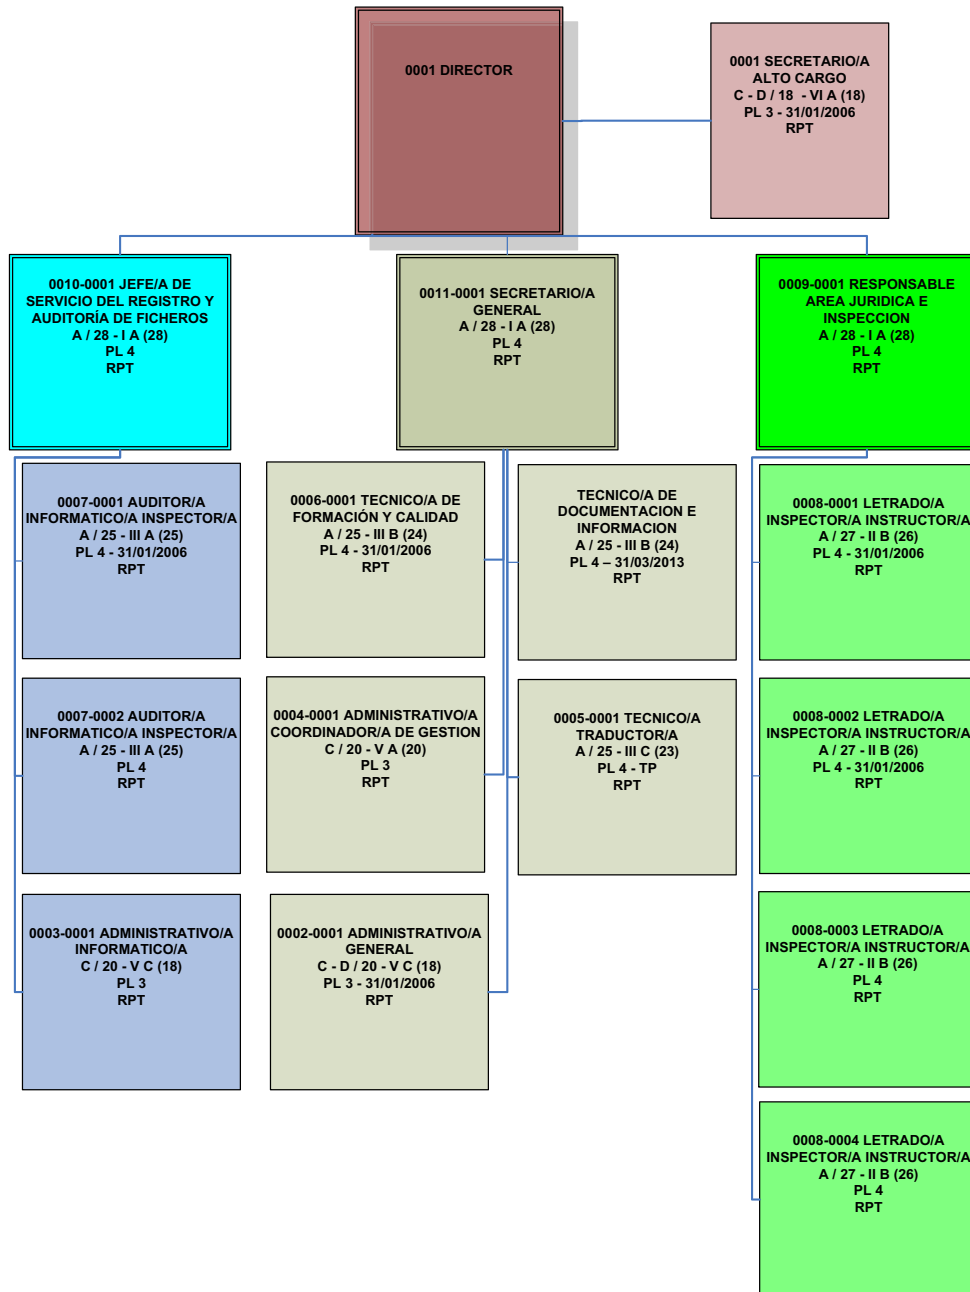 0001 DIRECTOR
0001 SECRETARIO/A
ALTO CARGO
C - D / 18 - VI A (18)
PL 3 - 31/01/2006
RPT
0010-0001 JEFE/A DE
SERVICIO DEL REGISTRO Y
AUDITORÍA DE FICHEROS
A / 28 - I A (28)
PL 4
RPT
0011-0001 SECRETARIO/A
GENERAL
A / 28 - I A (28)
PL 4
RPT
0009-0001 RESPONSABLE
AREA JURIDICA E
INSPECCION
A / 28 - I A (28)
PL 4
RPT
0007-0001 AUDITOR/A
INFORMATICO/A INSPECTOR/A
A / 25 - III A (25)
PL 4 - 31/01/2006
RPT
0006-0001 TECNICO/A DE
FORMACIÓN Y CALIDAD
A / 25 - III B (24)
PL 4 - 31/01/2006
RPT
TECNICO/A DE
DOCUMENTACION E
INFORMACION
A / 25 - III B (24)
PL 4 – 31/03/2013
RPT
0008-0001 LETRADO/A
INSPECTOR/A INSTRUCTOR/A
A / 27 - II B (26)
PL 4 - 31/01/2006
RPT
0007-0002 AUDITOR/A
INFORMATICO/A INSPECTOR/A
A / 25 - III A (25)
PL 4
RPT
0004-0001 ADMINISTRATIVO/A
COORDINADOR/A DE GESTION
C / 20 - V A (20)
PL 3
RPT
0005-0001 TECNICO/A
TRADUCTOR/A
A / 25 - III C (23)
PL 4 - TP
RPT
0008-0002 LETRADO/A
INSPECTOR/A INSTRUCTOR/A
A / 27 - II B (26)
PL 4 - 31/01/2006
RPT
0003-0001 ADMINISTRATIVO/A
INFORMATICO/A
C / 20 - V C (18)
PL 3
RPT
0002-0001 ADMINISTRATIVO/A
GENERAL
C - D / 20 - V C (18)
PL 3 - 31/01/2006
RPT
0008-0003 LETRADO/A
INSPECTOR/A INSTRUCTOR/A
A / 27 - II B (26)
PL 4
RPT
0008-0004 LETRADO/A
INSPECTOR/A INSTRUCTOR/A
A / 27 - II B (26)
PL 4
RPT